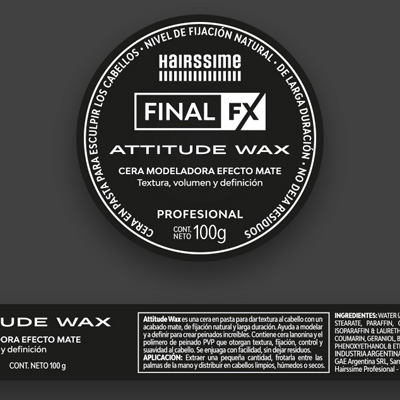 CERA EN PASTA PARA ESCULPIR LOS CABELLOS • NIVEL DE FIJACIÓN NATURAL • DE LARGA DURACIÓN • NO DEJA RESIDUOS
HAIRSSIME
FINAL FX
ATTITUDE WAX
CERA MODELADORA EFECTO MATE
Textura, volumen y definición
PROFESIONAL
CONT. NETO 100g
TUDE WAX
ORA EFECTO MATE
y definición
CONT. NETO 100 g
Attitude Wax es una cera en pasta para dar textura al cabello con un
acabado mate, de fijación natural y larga duración. Ayuda a modelar
y definir para crear peinados increíbles. Contiene cera lanonina y el
polímero de peinado PVP que otorgan textura, fijación, control y
suavidad al cabello. Se enjuaga con facilidad, sin dejar residuos.
APLICACIÓN: Extraer una pequeña cantidad, frotarla entre las
palmas de la mano y distribuir en cabellos limpios, húmedos o secos.
INGREDIENTES: WATER
STEARATE, PARAFFIN,
ISOPARAFFIN & LAURETH
COUMARIN, GERANIOL,
PHENOXYETHANOL &
INDUSTRIA ARGENTINA
GAE Argentina SRL,
Hairssime Profesional -